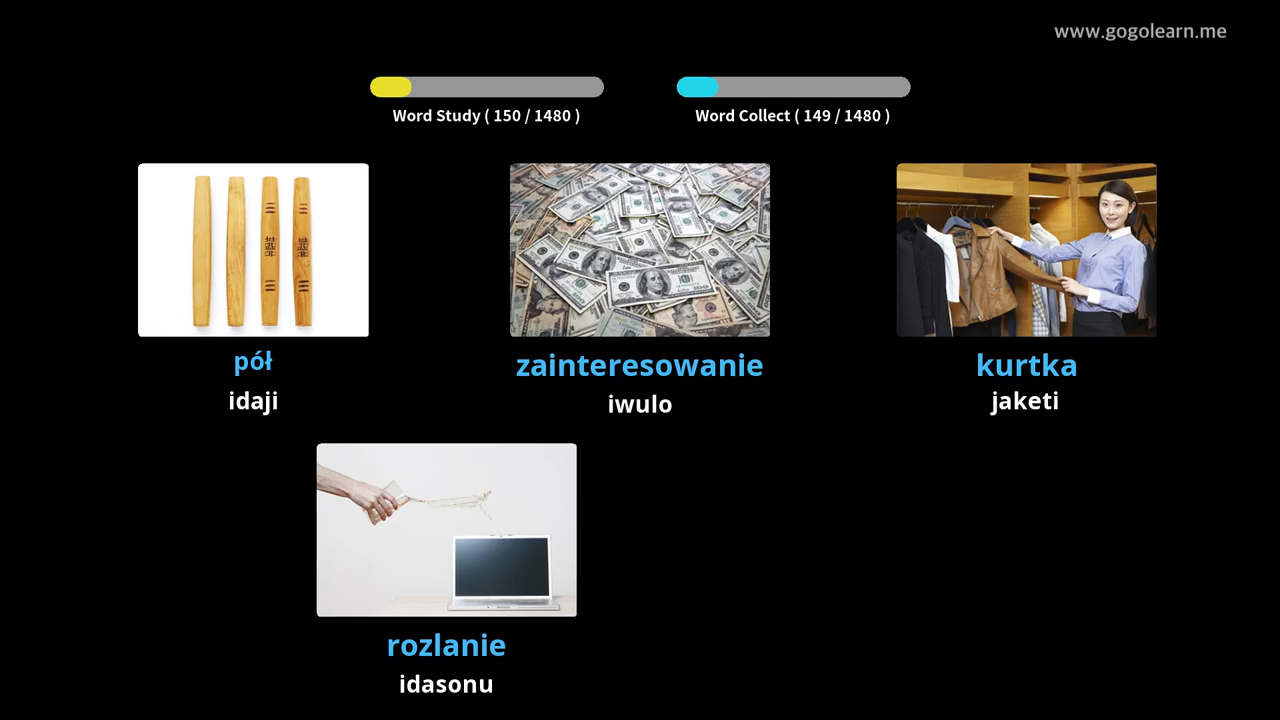 www.gogolearn.me
Word Study ( 150 / 1480 )
Word Collect ( 149 / 1480 )
pół
idaji
zainteresowanie
iwulo
kurtka
jaketi
rozlanie
idasonu